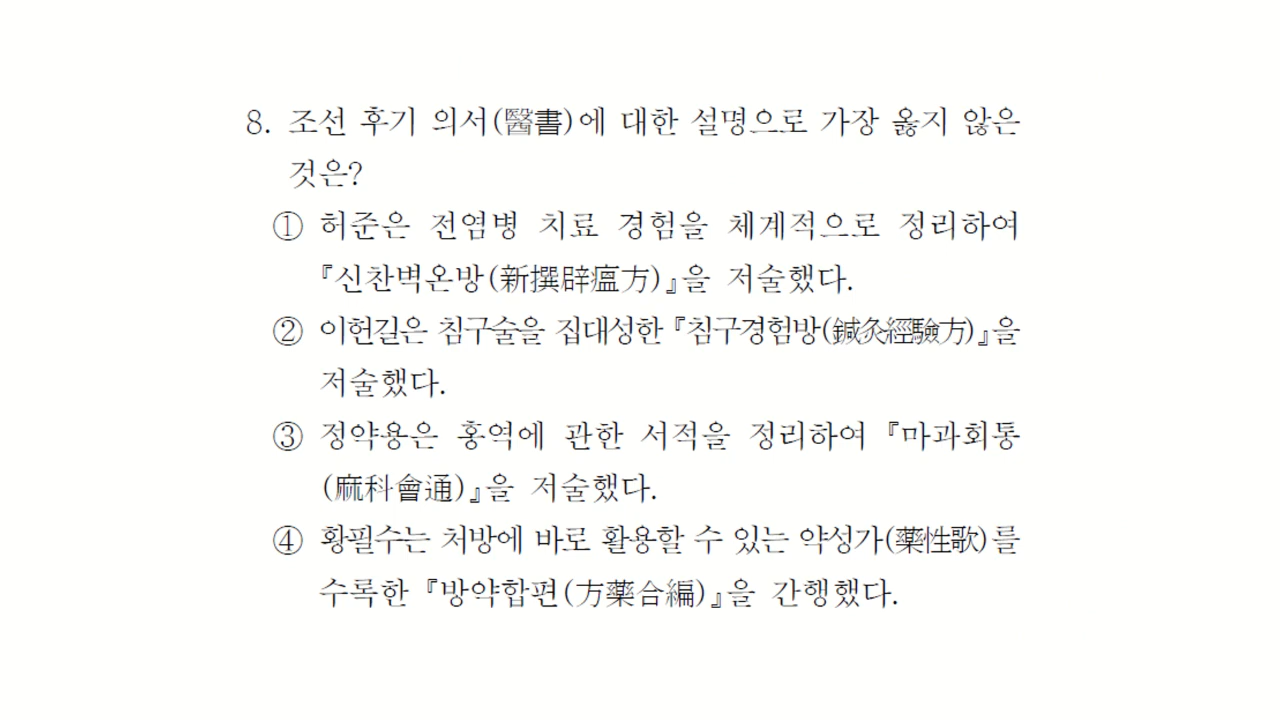 8. 조선 후기 의서(醫書)에 대한 설명으로 가장 옳지 않은
것은?
① 허준은 전염병 치료 경험을 체계적으로 정리하여
『신찬벽온방(新撰辟瘟方)』을 저술했다.
② 이헌길은 침구술을 집대성한 『침구경험방(鍼灸經驗方)』을
저술했다.
③ 정약용은 홍역에 관한 서적을 정리하여 『마과회통
(麻科會通)』을 저술했다.
④ 황필수는 처방에 바로 활용할 수 있는 약성가(藥性歌)를
수록한 『방약합편(方藥合編)』을 간행했다.